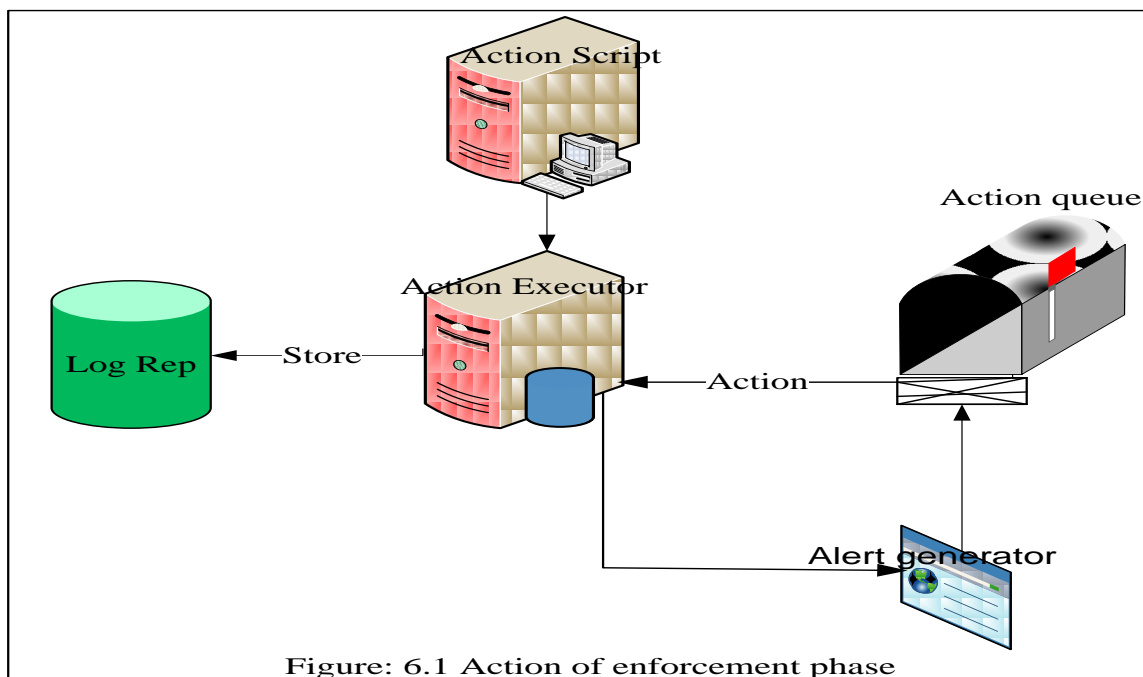 Action Script
Action queue
Action Executor
Log Rep
Store
Action
Alert generator
Figure: 6.1 Action of enforcement phase